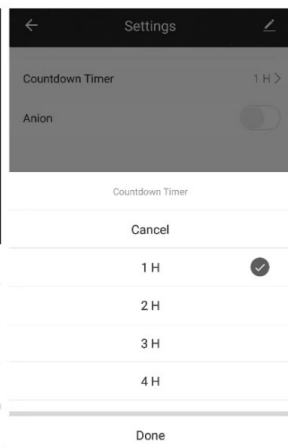 Settings
Countdown Timer 1 H >
Anion
Countdown Timer
Cancel
1 H
2 H
3 H
4 H
Done